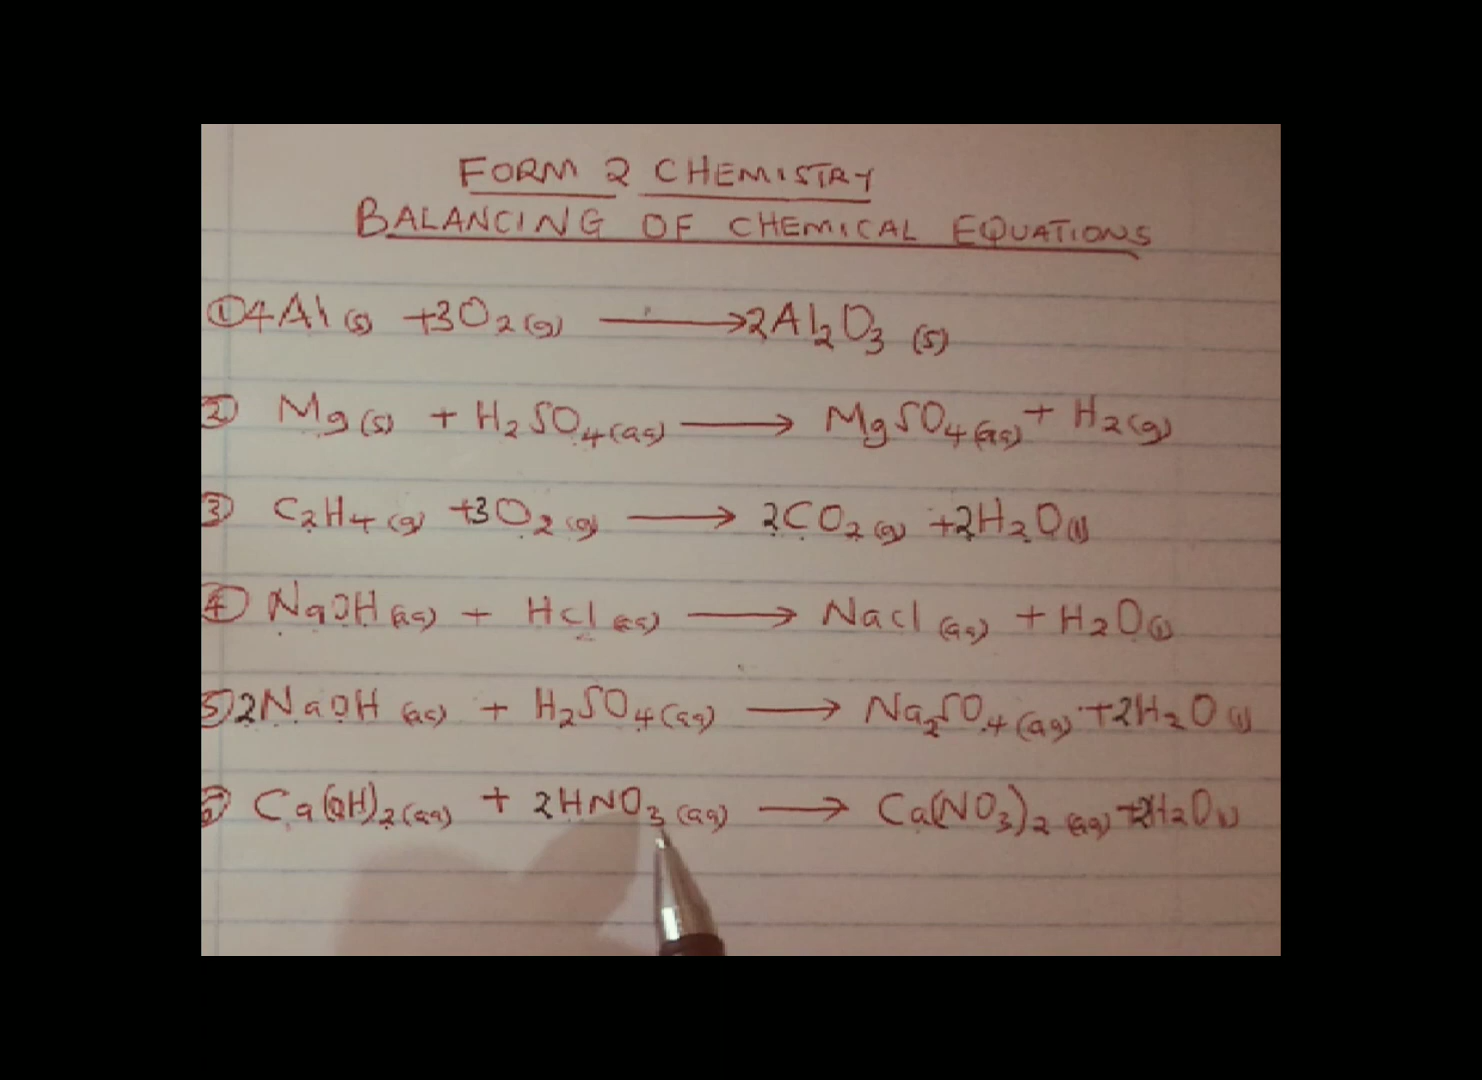 FORM 2 CHEMISTRY
BALANCING OF CHEMICAL EQUATIONS
① 4Al (s) + 3O₂ (g) → 2Al₂O₃ (s)
② Mg (s) + H₂SO₄ (aq) → MgSO₄ (aq) + H₂ (g)
③ C₂H₄ (g) + 3O₂ (g) → 2CO₂ (g) + 2H₂O (l)
④ NaOH (aq) + HCl (aq) → Nacl (aq) + H₂O (l)
⑤ 2NaOH (aq) + H₂SO₄ (aq) → Na₂SO₄ (aq) + 2H₂O (l)
⑥ Ca(OH)₂ (aq) + 2HNO₃ (aq) → Ca(NO₃)₂ (aq) + 2H₂O (l)